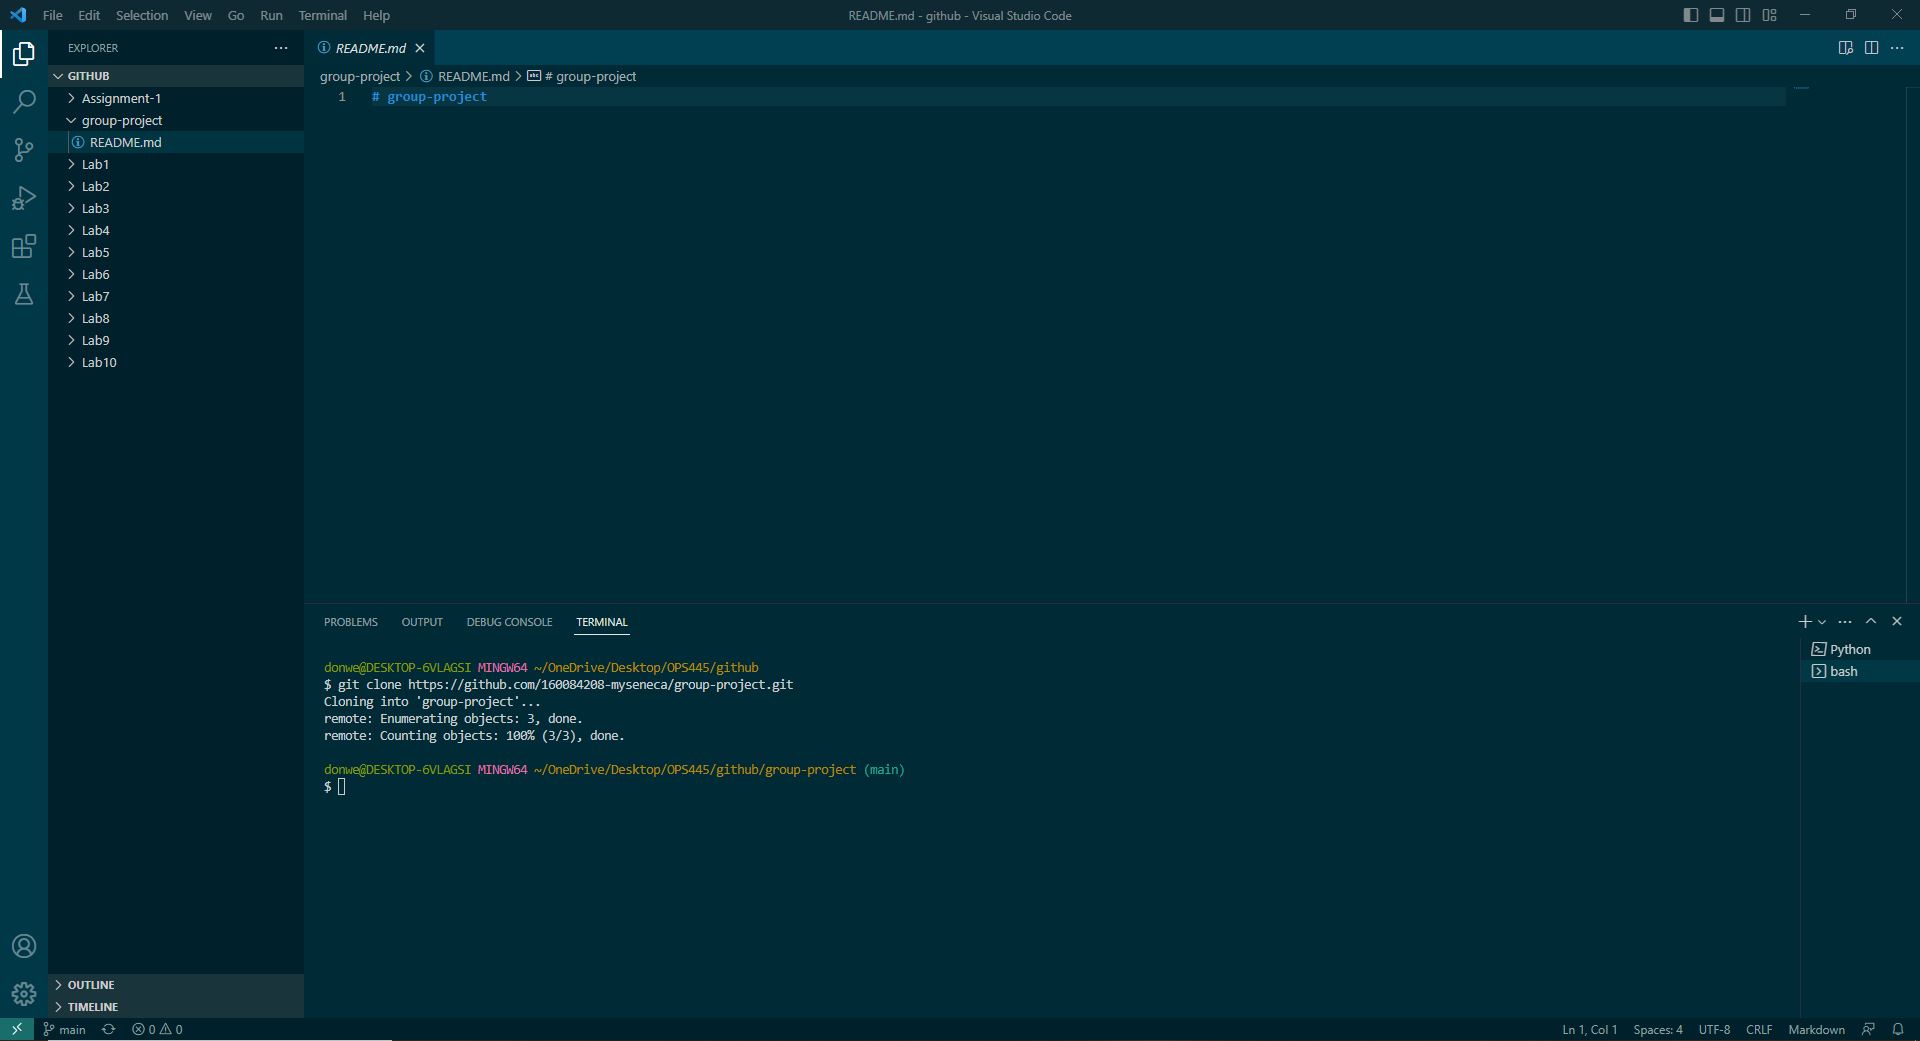 File Edit Selection View Go Run Terminal Help
README.md - github - Visual Studio Code
EXPLORER
README.md
GITHUB
group-project README.md # group-project
Assignment-1
1 # group-project
group-project
README.md
Lab1
Lab2
Lab3
Lab4
Lab5
Lab6
Lab7
Lab8
Lab9
Lab10
PROBLEMS OUTPUT DEBUG CONSOLE TERMINAL
Python
bash
donwe@DESKTOP-6VLAGSI MINGW64 ~/OneDrive/Desktop/OPS445/github
$ git clone https://github.com/160084208-myseneca/group-project.git
Cloning into 'group-project'...
remote: Enumerating objects: 3, done.
remote: Counting objects: 100% (3/3), done.
donwe@DESKTOP-6VLAGSI MINGW64 ~/OneDrive/Desktop/OPS445/github/group-project (main)
$
OUTLINE
TIMELINE
main 0 0
Ln 1, Col 1 Spaces: 4 UTF-8 CRLF Markdown